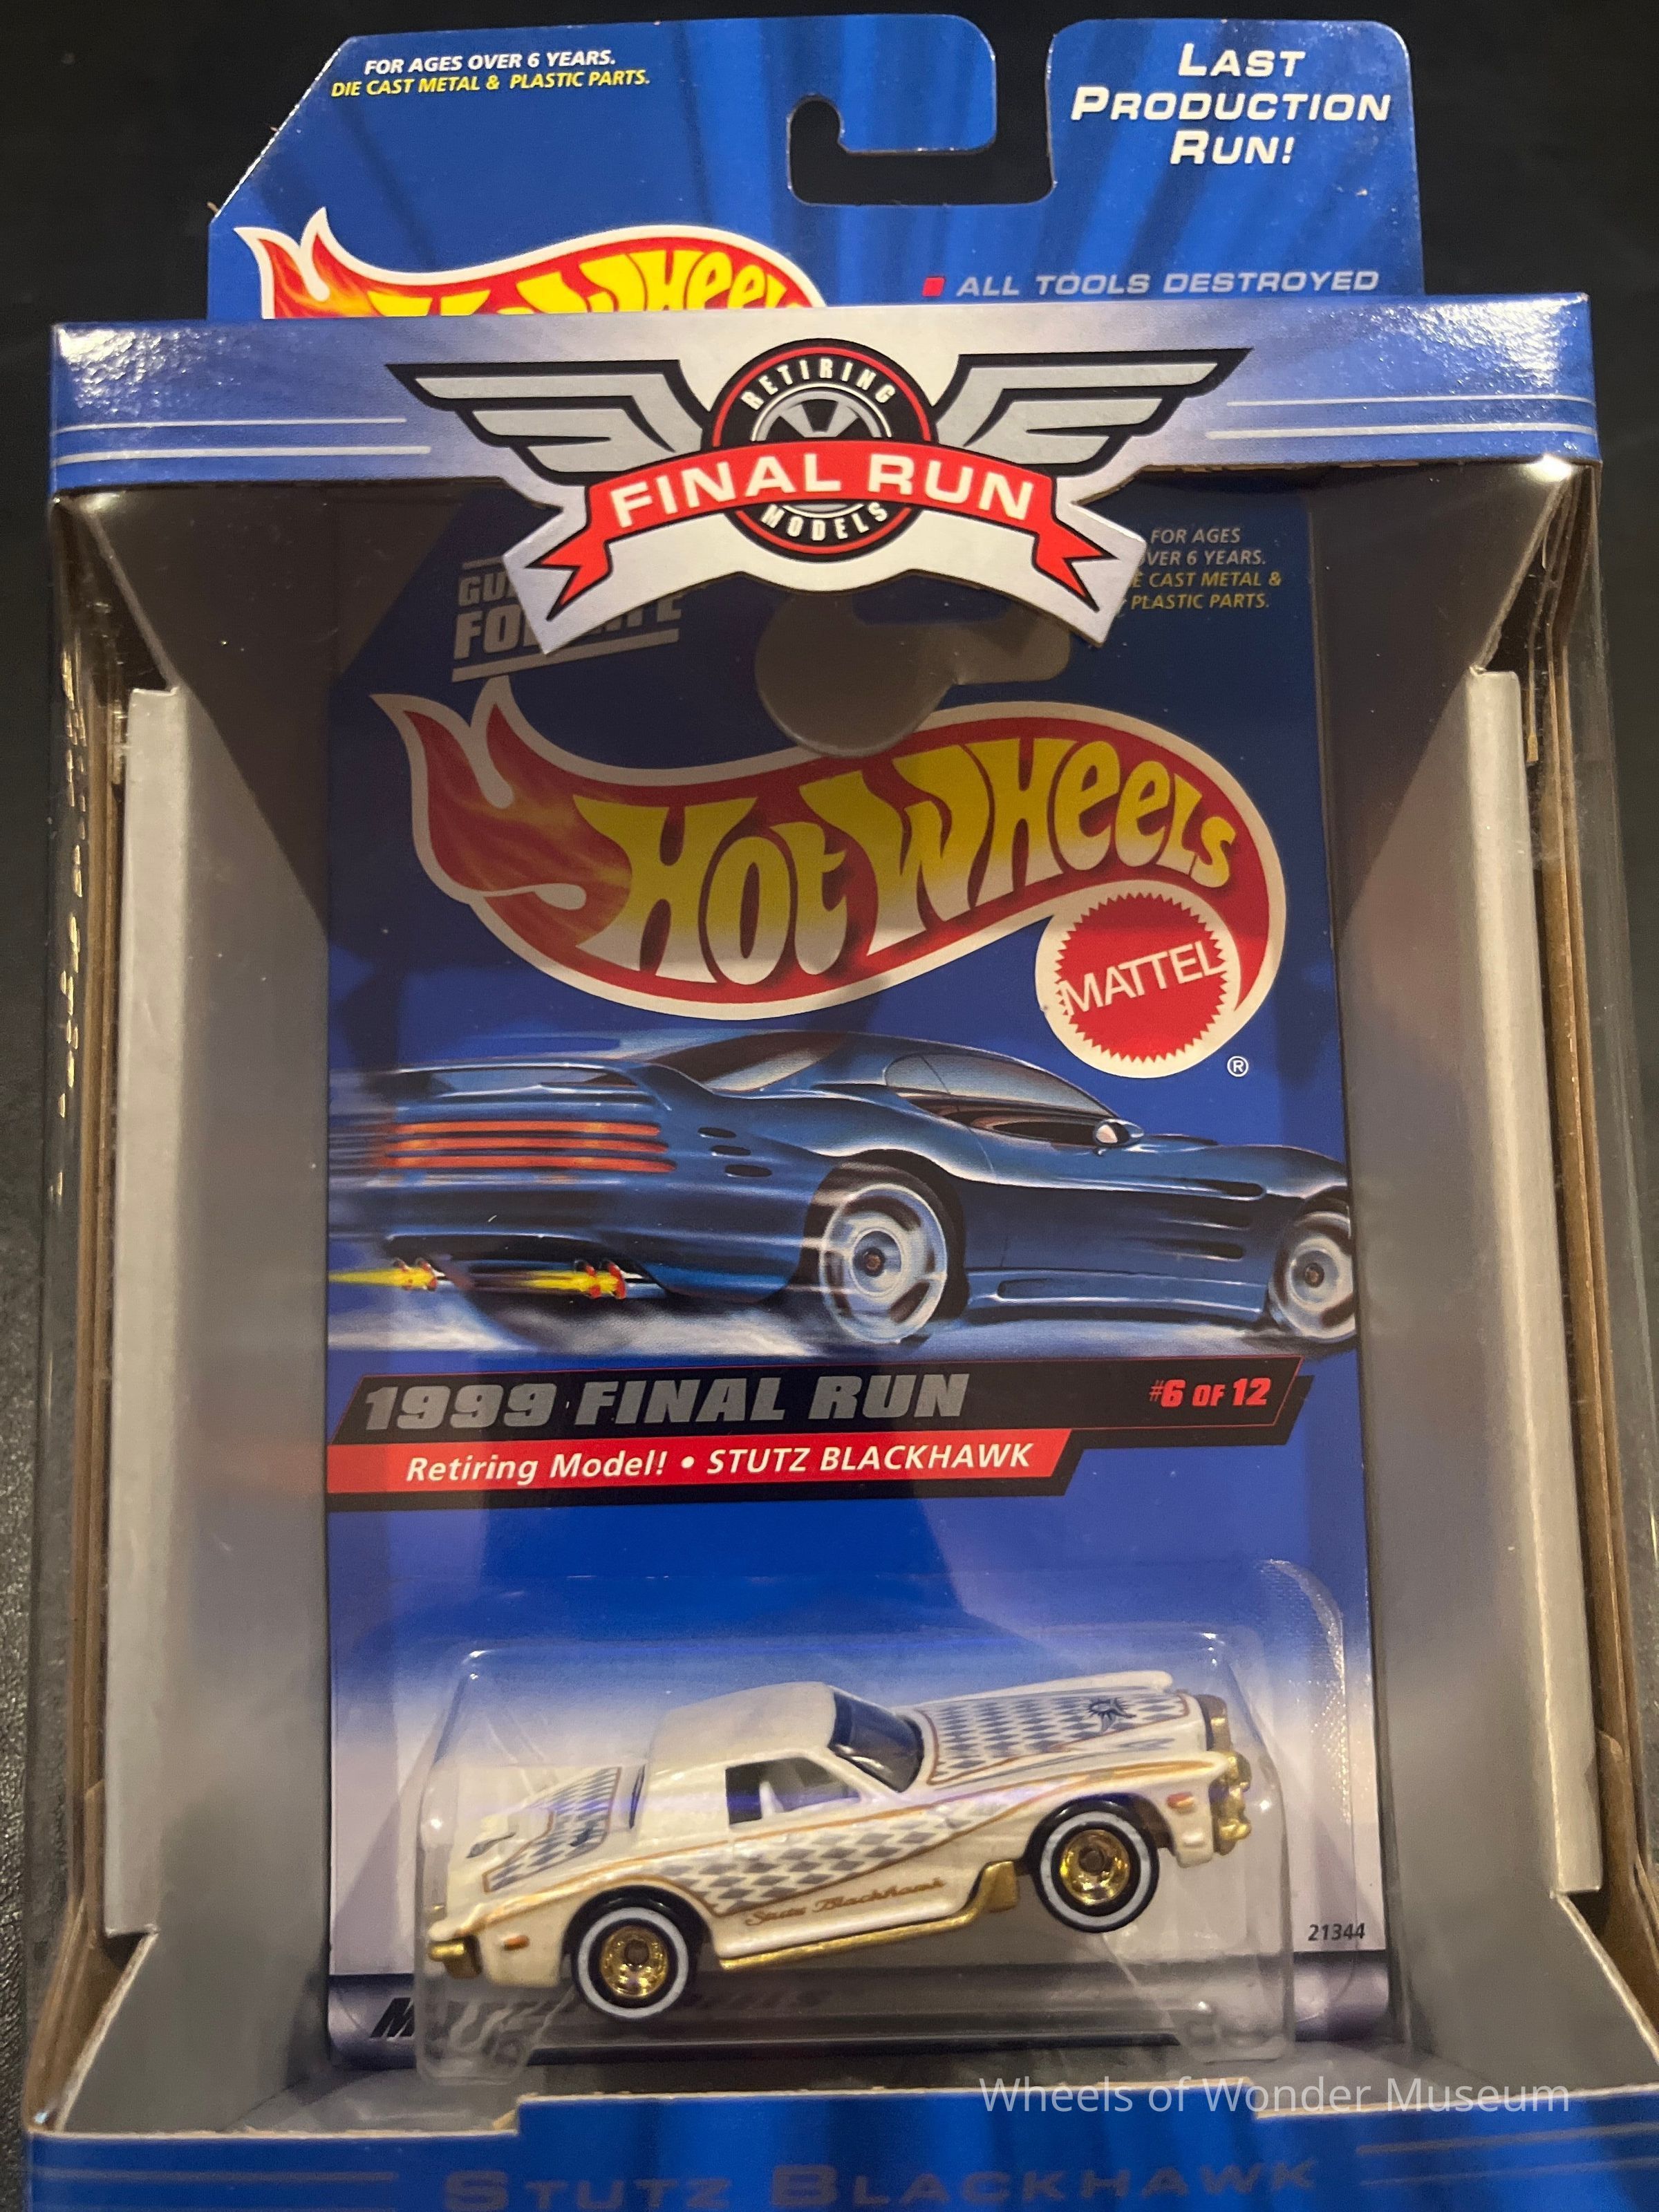 FOR AGES OVER 6 YEARS.
DIE CAST METAL & PLASTIC PARTS.
LAST
PRODUCTION
RUN!
ALL TOOLS DESTROYED
RETIRING
FINAL RUN
MODELS
FOR AGES
6 YEARS.
CAST METAL &
PLASTIC PARTS.
HOT WHEELS
MATTEL
®
1999 FINAL RUN
#6 OF 12
Retiring Model! • STUTZ BLACKHAWK
Stutz Blackhawk
21344
Wheels of Wonder Museum
STUTZ BLACKHAWK